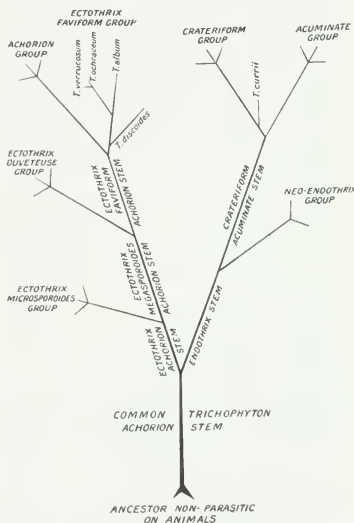 ECTOTHRIX
FAVIFORM GROUP
ACHORION
GROUP
T. verrucosum
T. ochraceum
T. album
T. discoides
CRATERIFORM
GROUP
ACUMINATE
GROUP
T. currii
ECTOTHRIX
DUVETEUSE
GROUP
ECTOTHRIX
FAVIFORM
ACHORION STEM
CRATERIFORM
ACUMINATE STEM
NEO-ENDOTHRIX
GROUP
ECTOTHRIX
MEGASPOROIDES
ACHORION STEM
ECTOTHRIX
MICROSPOROIDES
GROUP
ECTOTHRIX
ACHORION
STEM
ENDOTHRIX STEM
COMMON TRICHOPHYTON
ACHORION STEM
ANCESTOR NON-PARASITIC
ON ANIMALS